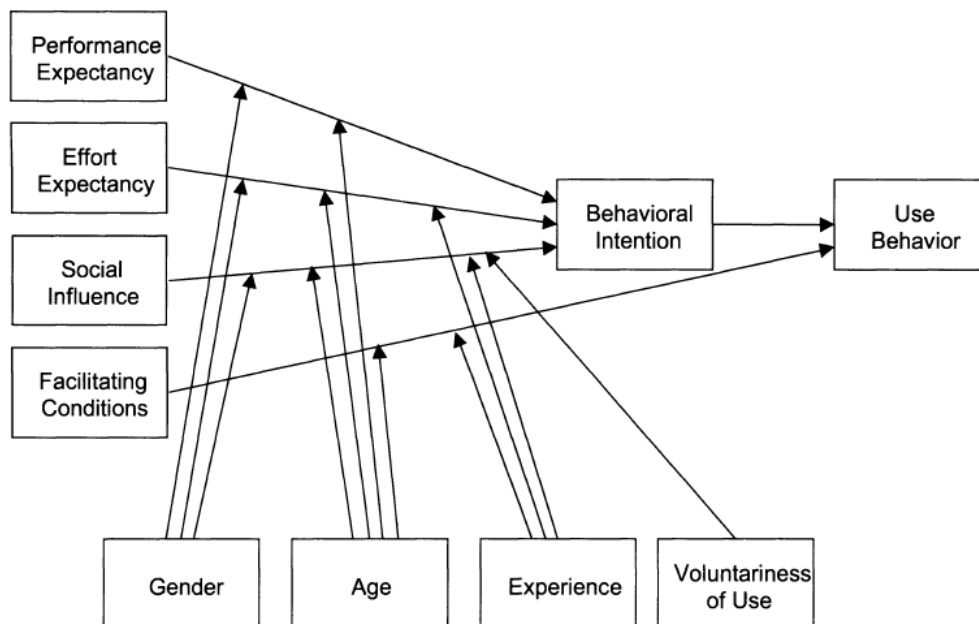 Performance
Expectancy
Effort
Expectancy
Social
Influence
Facilitating
Conditions
Behavioral
Intention
Use
Behavior
Gender
Age
Experience
Voluntariness
of Use